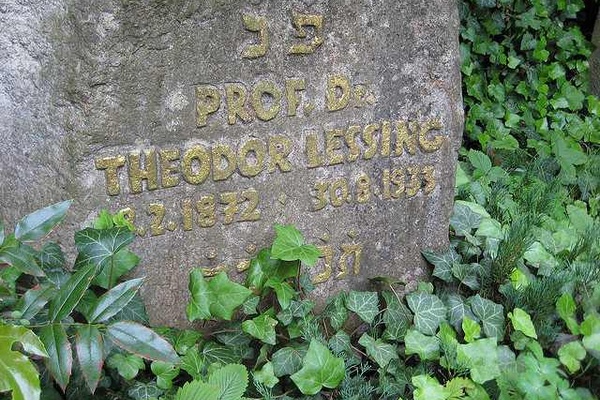 פ נ
PROF. DR.
THEODOR LESSING
8.2.1872 · 30.8.1933